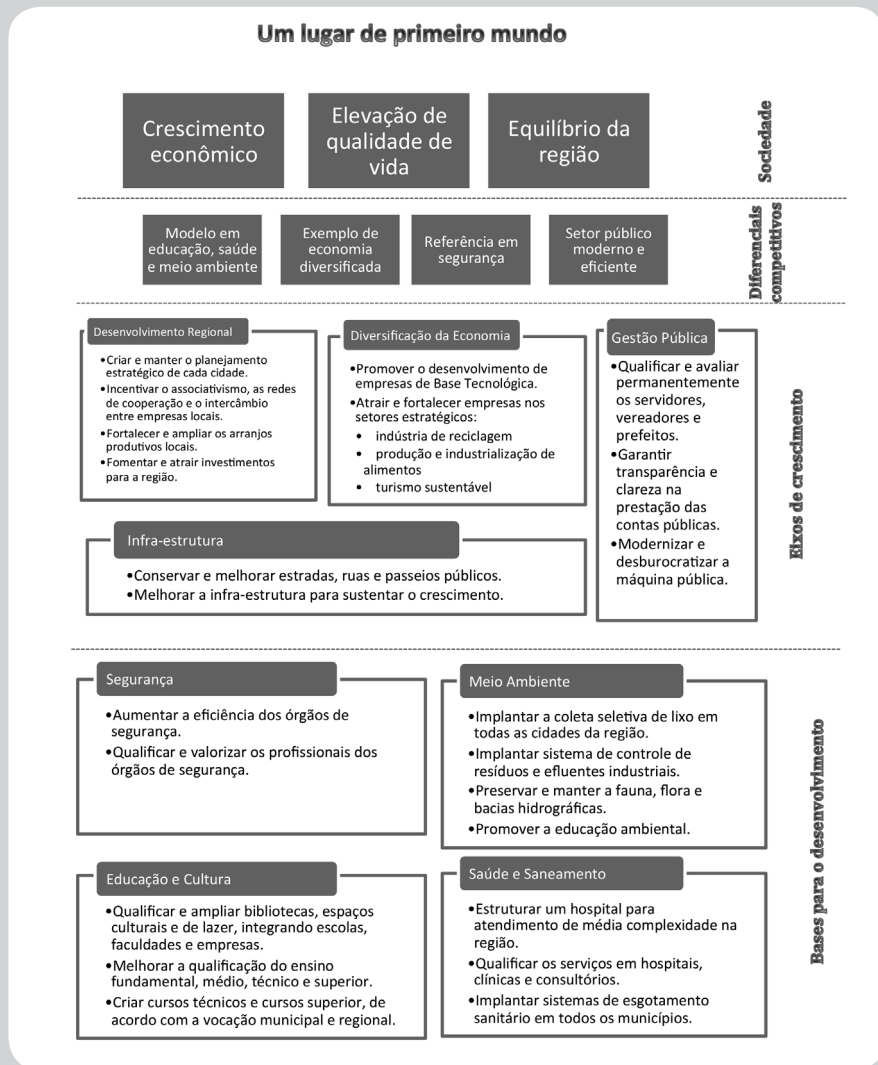 Um lugar de primeiro mundo
Crescimento
econômico
Elevação de
qualidade de
vida
Equilíbrio da
região
Sociedade
Modelo em
educação, saúde
e meio ambiente
Exemplo de
economia
diversificada
Referência em
segurança
Setor público
moderno e
eficiente
Diferenciais
competitivos
Desenvolvimento Regional
•Criar e manter o planejamento
estratégico de cada cidade.
•Incentivar o associativismo, as redes
de cooperação e o intercâmbio
entre empresas locais.
•Fortalecer e ampliar os arranjos
produtivos locais.
•Fomentar e atrair investimentos
para a região.
Diversificação da Economia
•Promover o desenvolvimento de
empresas de Base Tecnológica.
•Atrair e fortalecer empresas nos
setores estratégicos:
• indústria de reciclagem
• produção e industrialização de
alimentos
• turismo sustentável
Gestão Pública
•Qualificar e avaliar
permanentemente
os servidores,
vereadores e
prefeitos.
•Garantir
transparência e
clareza na
prestação das
contas públicas.
•Modernizar e
desburocratizar a
máquina pública.
Infra-estrutura
•Conservar e melhorar estradas, ruas e passeios públicos.
•Melhorar a infra-estrutura para sustentar o crescimento.
Eixos de crescimento
Segurança
•Aumentar a eficiência dos órgãos de
segurança.
•Qualificar e valorizar os profissionais dos
órgãos de segurança.
Meio Ambiente
•Implantar a coleta seletiva de lixo em
todas as cidades da região.
•Implantar sistema de controle de
resíduos e efluentes industriais.
•Preservar e manter a fauna, flora e
bacias hidrográficas.
•Promover a educação ambiental.
Educação e Cultura
•Qualificar e ampliar bibliotecas, espaços
culturais e de lazer, integrando escolas,
faculdades e empresas.
•Melhorar a qualificação do ensino
fundamental, médio, técnico e superior.
•Criar cursos técnicos e cursos superior, de
acordo com a vocação municipal e regional.
Saúde e Saneamento
•Estruturar um hospital para
atendimento de média complexidade na
região.
•Qualificar os serviços em hospitais,
clínicas e consultórios.
•Implantar sistemas de esgotamento
sanitário em todos os municípios.
Bases para o desenvolvimento